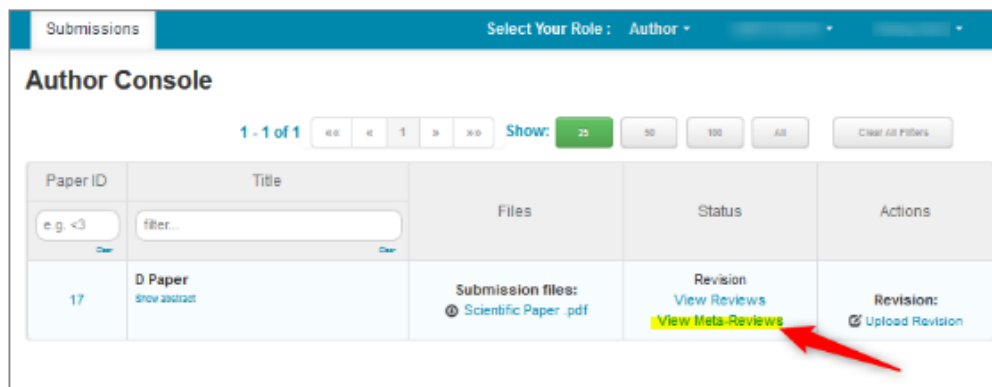 Submissions Select Your Role : Author
Author Console
1 - 1 of 1 «« « 1 » »» Show: 25 50 100 All Clear All Filters
Paper ID Title Files Status Actions
e.g. <3 filter...
Clear Clear
17 D Paper Show abstract
Submission files:
Scientific Paper .pdf
Revision
View Reviews
View Meta-Reviews
Revision:
Upload Revision